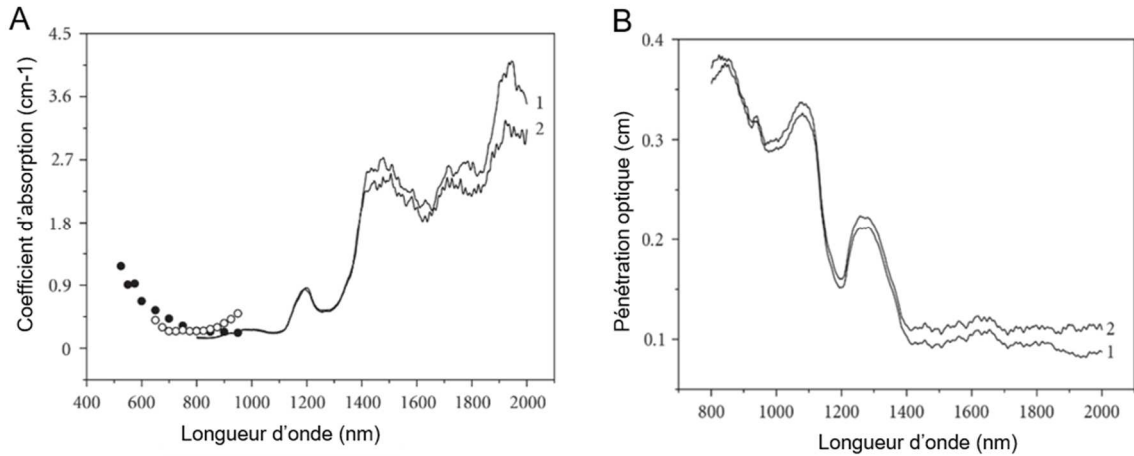 A
Coefficient d'absorption (cm-1)
4.5
3.6
2.7
1.8
0.9
0
400 600 800 1000 1200 1400 1600 1800 2000
Longueur d'onde (nm)
1
2
B
Pénétration optique (cm)
0.4
0.3
0.2
0.1
800 1000 1200 1400 1600 1800 2000
Longueur d'onde (nm)
2
1